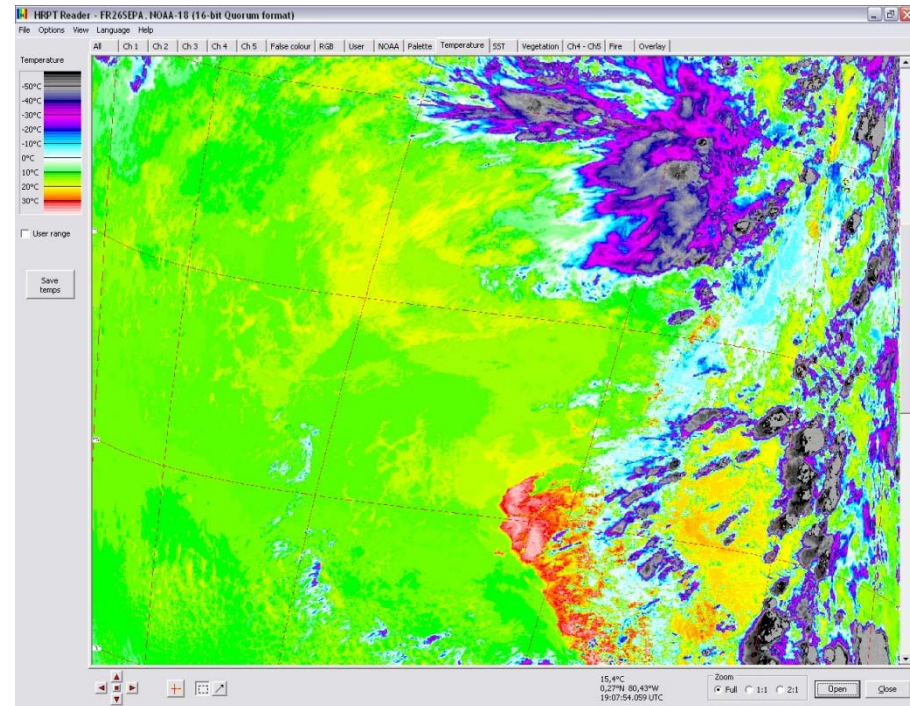 HRPT Reader - FR26SEPA, NOAA-18 (16-bit Quorum format)
File Options View Language Help
All Ch 1 Ch 2 Ch 3 Ch 4 Ch 5 False colour RGB User NOAA Palette Temperature SST Vegetation Ch4 - Ch5 Fire Overlay
Temperature
-50°C
-40°C
-30°C
-20°C
-10°C
0°C
10°C
20°C
30°C
User range
Save
temps
15,4°C
0,27°N 80,43°W
19:07:54.059 UTC
Zoom
Full 1:1 2:1
Open Close